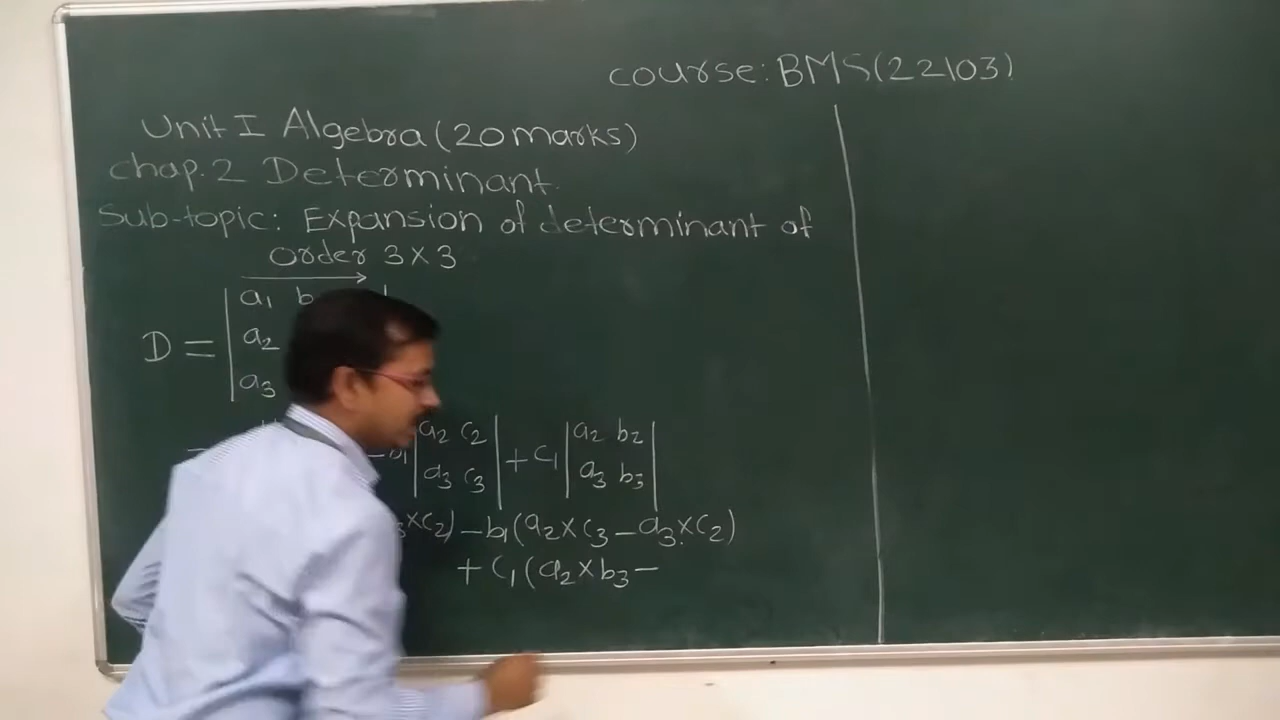 course: BMS(22103)
Unit I Algebra (20 marks)
chap.2 Determinant.
Sub-topic: Expansion of determinant of
order 3×3
a₁ b
D = a₂
a₃
-b₁ |a₂ c₂| + c₁ |a₂ b₂|
|a₃ c₃| |a₃ b₃|
₃×c₂) - b₁(a₂×c₃ - a₃×c₂)
+ c₁(a₂×b₃ -